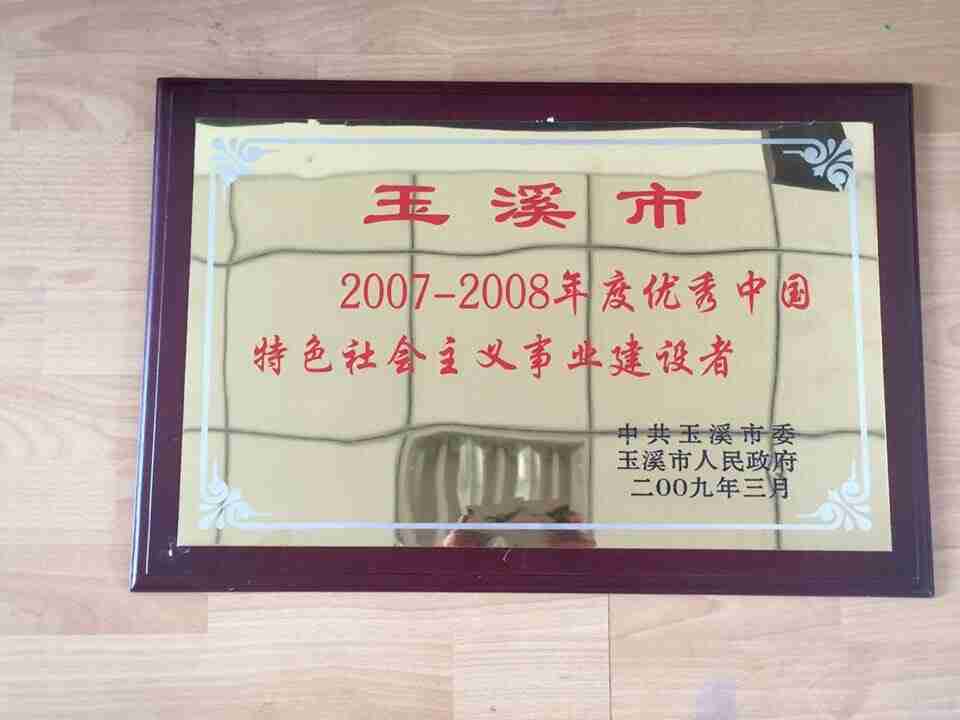 玉溪市
2007-2008年度优秀中国
特色社会主义事业建设者
中共玉溪市委
玉溪市人民政府
二〇〇九年三月